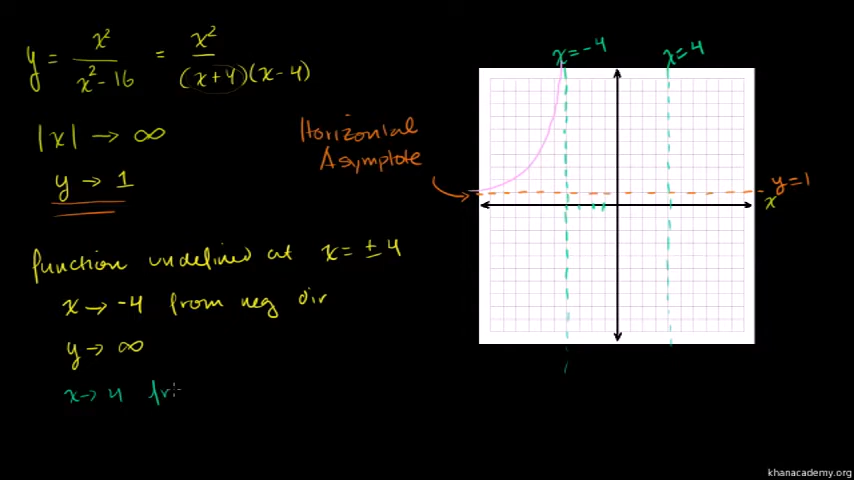 y = x²/(x²-16) = x²/((x+4)(x-4))
|x| → ∞
y → 1
Horizontal
Asymptote
function undefined at x = ± 4
x → -4 from neg dir
y → ∞
x → 4 fr
x=-4
x=4
y=1
x
khanacademy.org